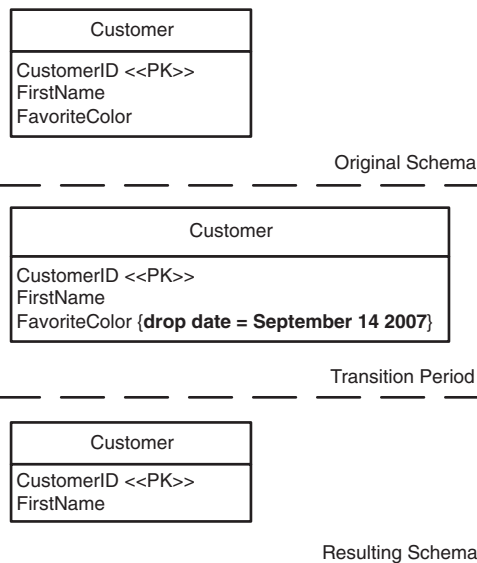 Customer
CustomerID <<PK>>
FirstName
FavoriteColor
Original Schema
Customer
CustomerID <<PK>>
FirstName
FavoriteColor {drop date = September 14 2007}
Transition Period
Customer
CustomerID <<PK>>
FirstName
Resulting Schema